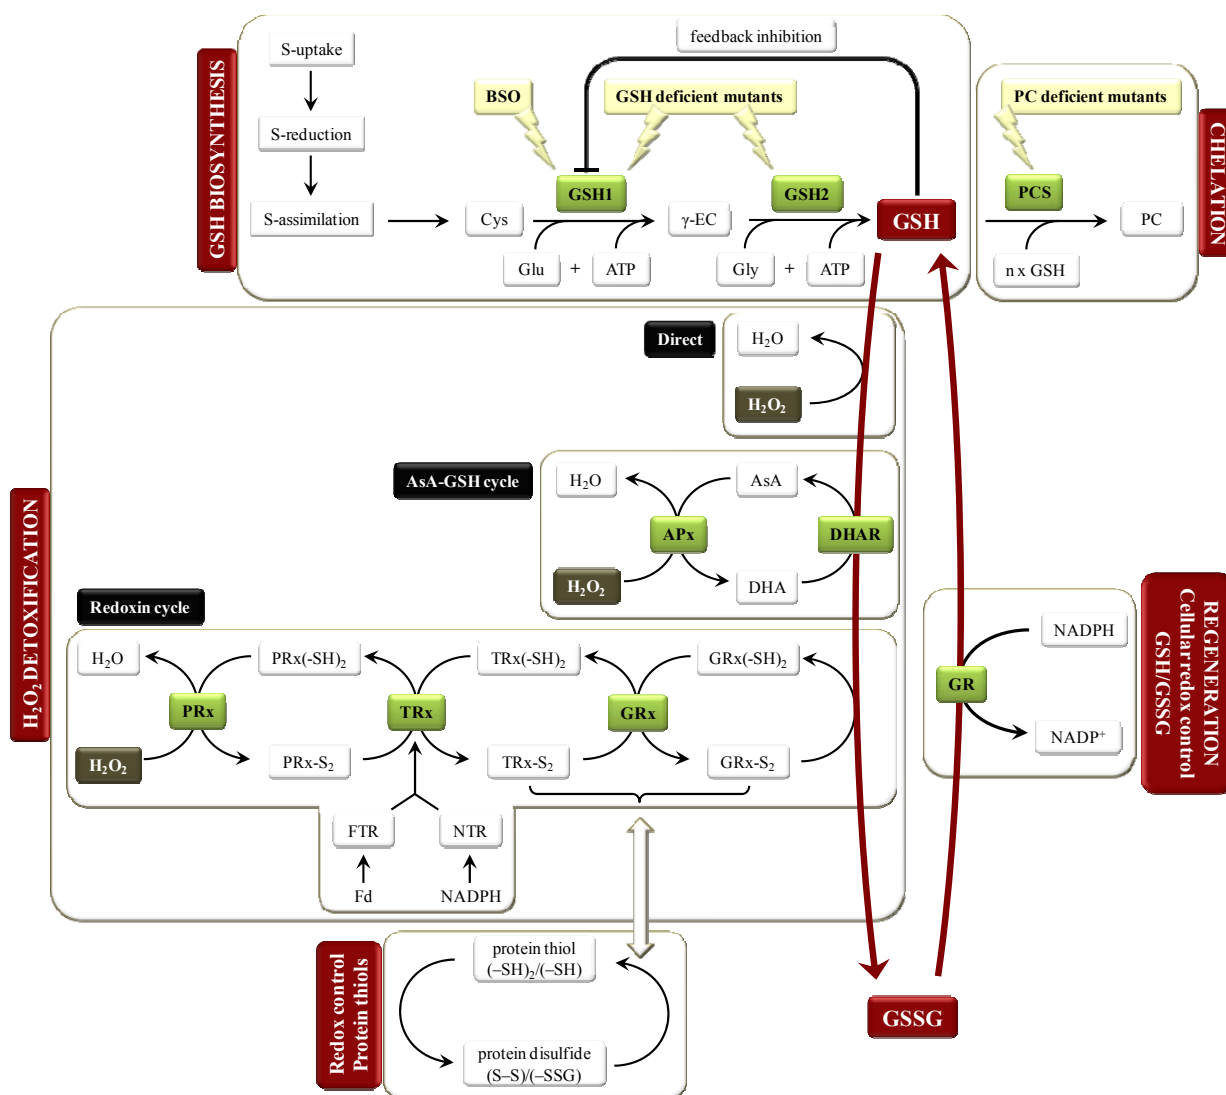 GSH BIOSYNTHESIS
S-uptake
S-reduction
S-assimilation
feedback inhibition
BSO
GSH deficient mutants
GSH1
GSH2
Cys
γ-EC
GSH
Glu + ATP
Gly + ATP
CHELATION
PC deficient mutants
PCS
PC
n x GSH
H₂O₂ DETOXIFICATION
Direct
H₂O
H₂O₂
AsA-GSH cycle
H₂O
AsA
APx
DHAR
H₂O₂
DHA
Redoxin cycle
H₂O
PRx(-SH)₂
TRx(-SH)₂
GRx(-SH)₂
PRx
TRx
GRx
H₂O₂
PRx-S₂
TRx-S₂
GRx-S₂
FTR
NTR
Fd
NADPH
REGENERATION
Cellular redox control
GSH/GSSG
NADPH
GR
NADP⁺
Redox control
Protein thiols
protein thiol
(–SH)₂/(–SH)
protein disulfide
(S–S)/(–SSG)
GSSG